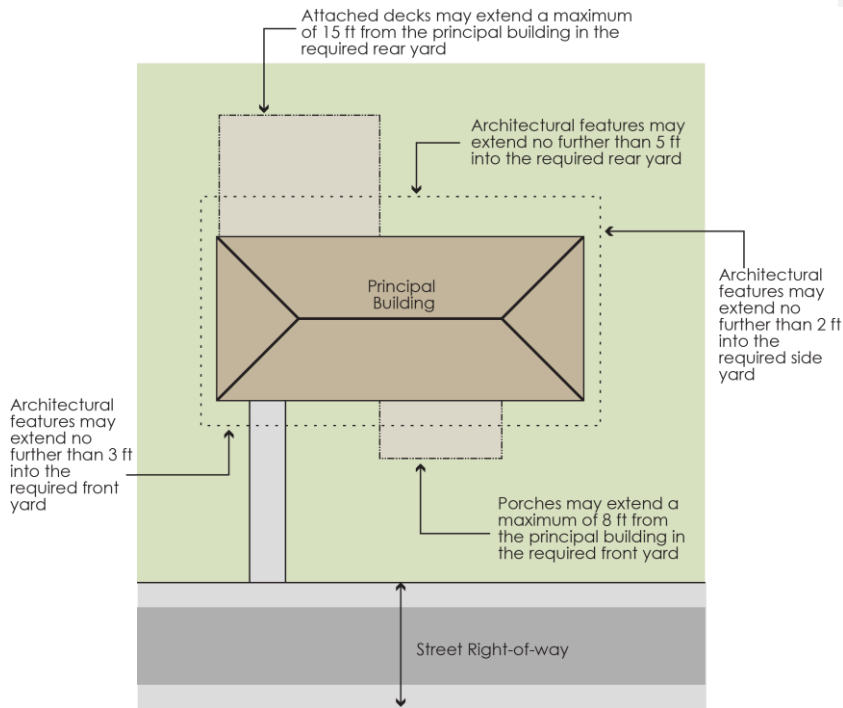 Attached decks may extend a maximum
of 15 ft from the principal building in the
required rear yard
Architectural features may
extend no further than 5 ft
into the required rear yard
Principal
Building
Architectural
features may
extend no
further than 2 ft
into the
required side
yard
Architectural
features may
extend no
further than 3 ft
into the
required front
yard
Porches may extend a
maximum of 8 ft from
the principal building in
the required front yard
Street Right-of-way